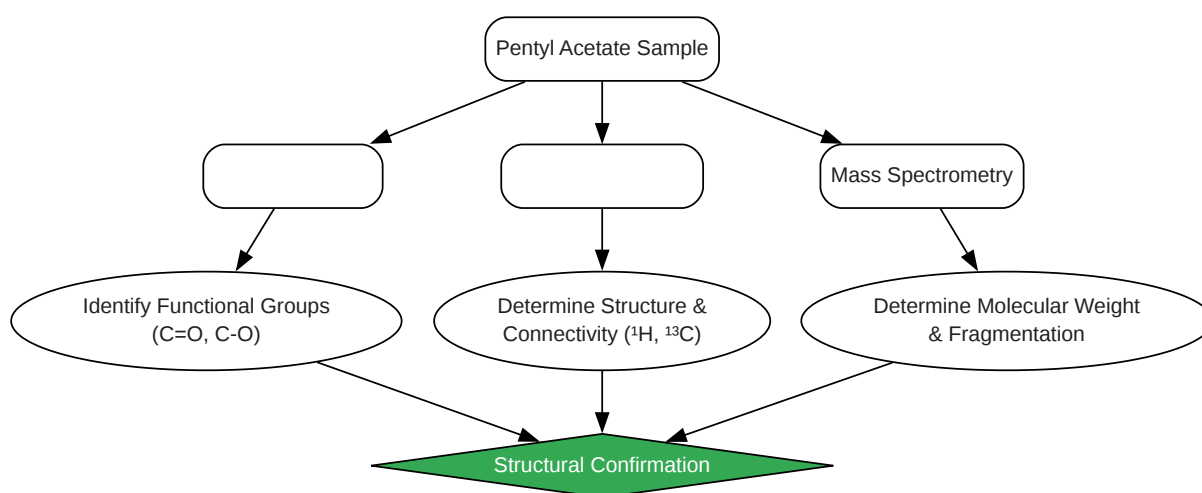 Pentyl Acetate Sample
Mass Spectrometry
Identify Functional Groups
(C=O, C-O)
Determine Structure &
Connectivity (¹H, ¹³C)
Determine Molecular Weight
& Fragmentation
Structural Confirmation